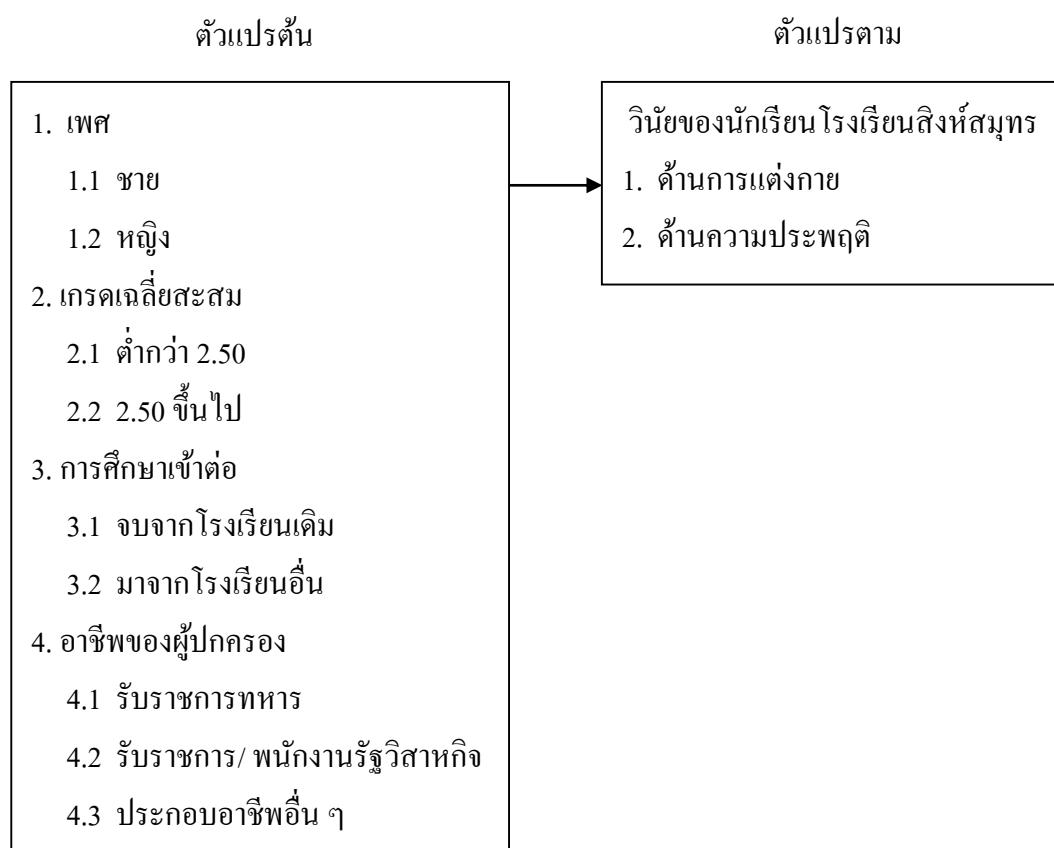 ตัวแปรต้น
ตัวแปรตาม
1. เพศ
1.1 ชาย
1.2 หญิง
2. เกรดเฉลี่ยสะสม
2.1 ต่ำกว่า 2.50
2.2 2.50 ขึ้นไป
3. การศึกษาเข้าต่อ
3.1 จบจากโรงเรียนเดิม
3.2 มาจากโรงเรียนอื่น
4. อาชีพของผู้ปกครอง
4.1 รับราชการทหาร
4.2 รับราชการ/ พนักงานรัฐวิสาหกิจ
4.3 ประกอบอาชีพอื่น ๆ
วินัยของนักเรียนโรงเรียนสิงห์สมุทร
1. ด้านการแต่งกาย
2. ด้านความประพฤติ